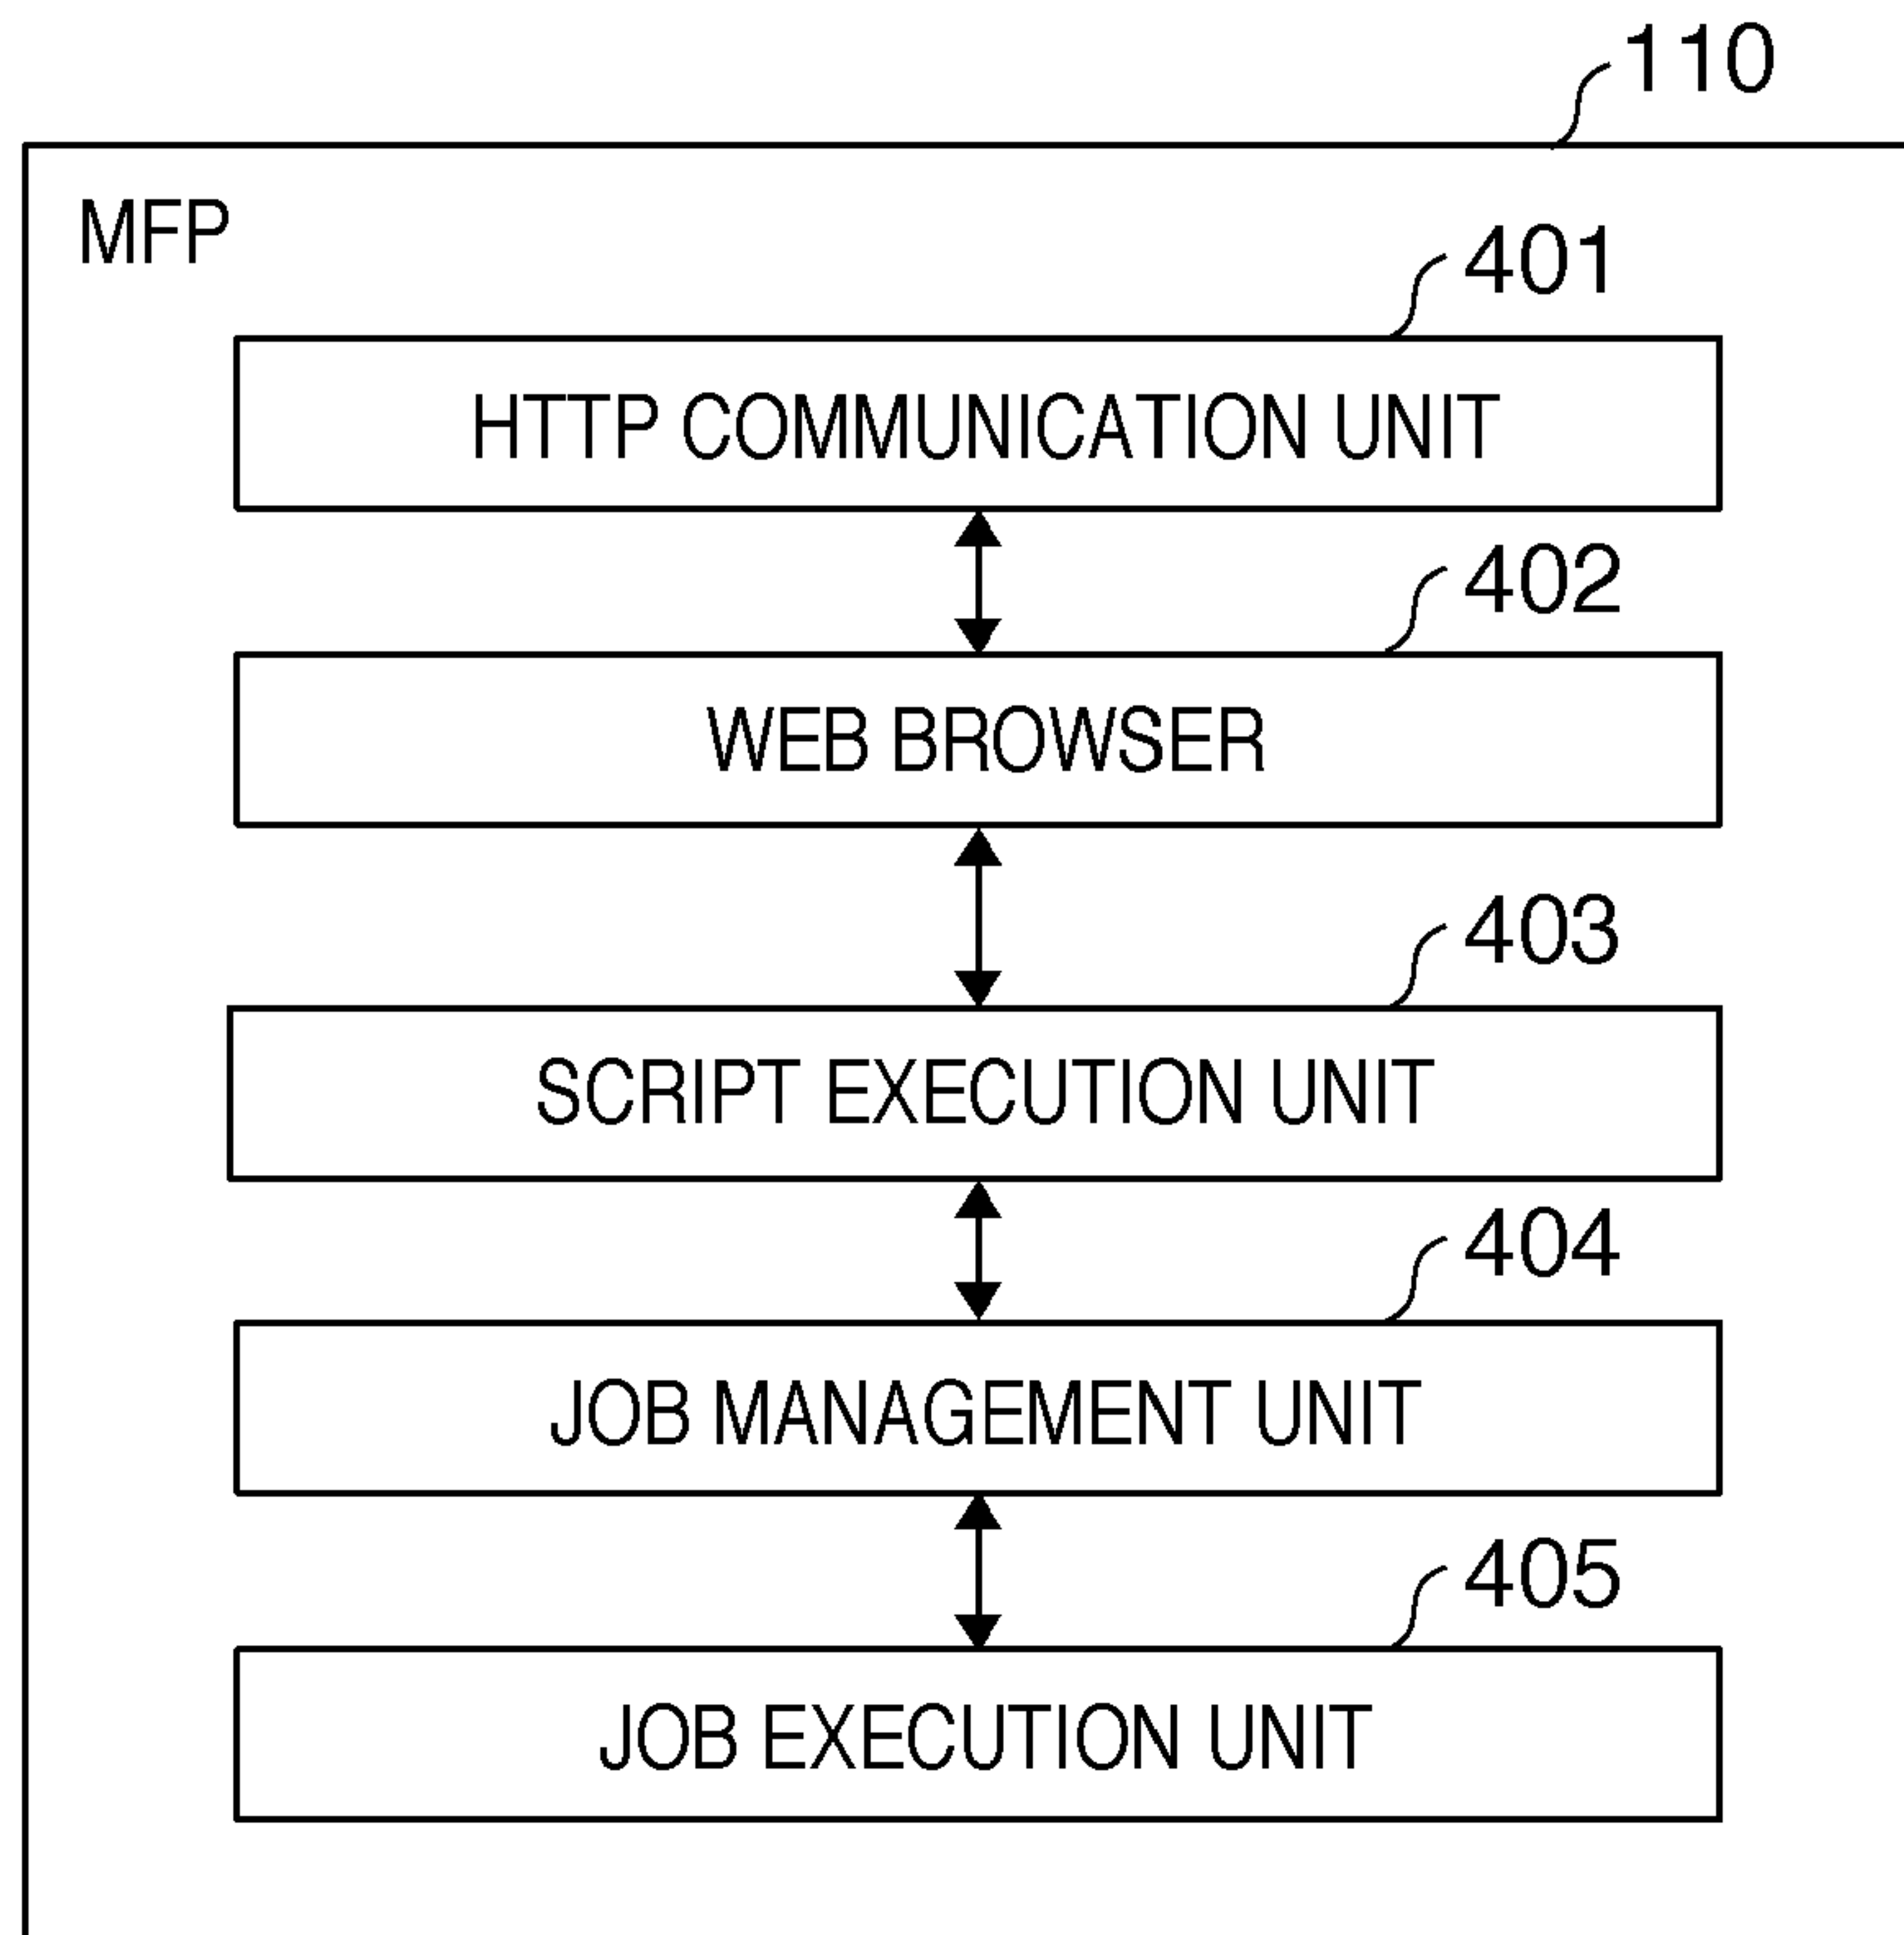 110
MFP
401
HTTP COMMUNICATION UNIT
402
WEB BROWSER
403
SCRIPT EXECUTION UNIT
404
JOB MANAGEMENT UNIT
405
JOB EXECUTION UNIT